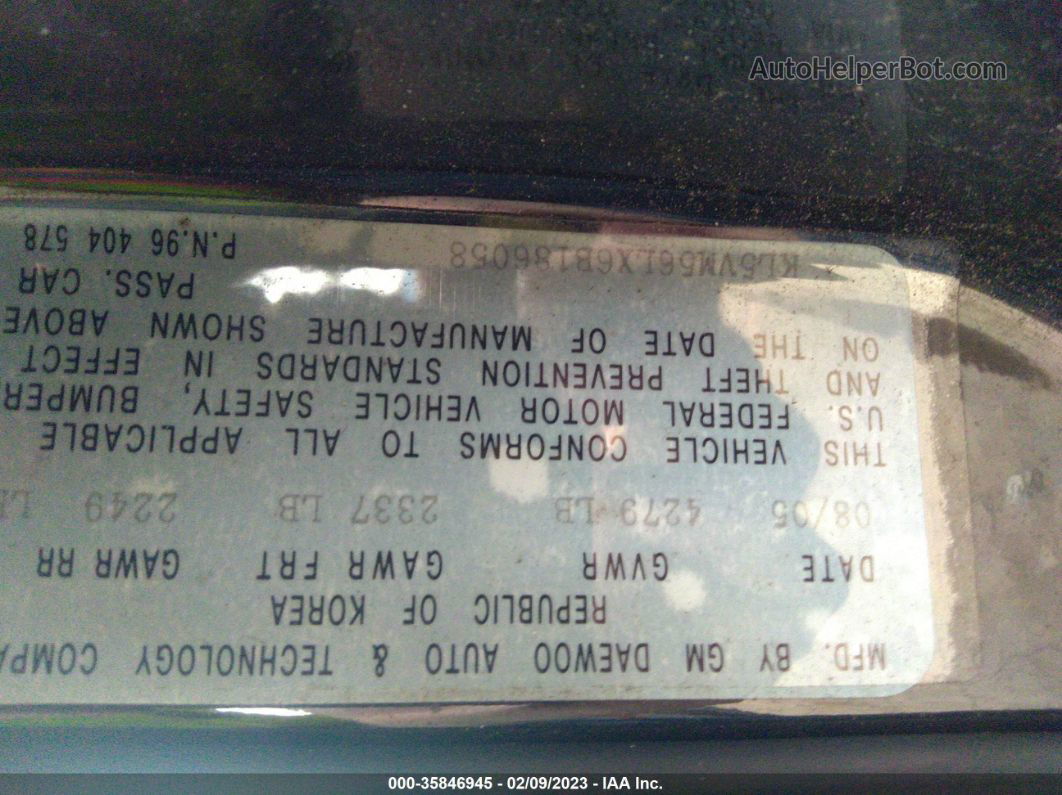 AutoHelperBot.com
MFD. BY GM DAEWOO AUTO & TECHNOLOGY COMPA
REPUBLIC OF KOREA
DATE GVWR GAWR FRT GAWR RR
08/05 4279 LB 2337 LB 2249 LB
THIS VEHICLE CONFORMS TO ALL APPLICABLE
U.S. FEDERAL MOTOR VEHICLE SAFETY, BUMPER
AND THEFT PREVENTION STANDARDS IN EFFECT
ON THE DATE OF MANUFACTURE SHOWN ABOVE
PASS. CAR
KL5VM56LX6B186058 P.N.96 404 578
000-35846945 - 02/09/2023 - IAA Inc.